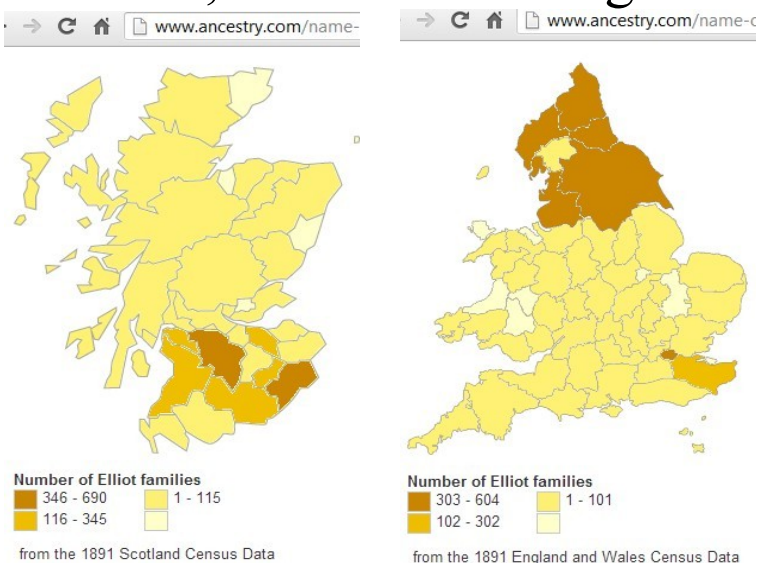 www.ancestry.com/name-
Number of Elliot families
346 - 690
1 - 115
116 - 345
from the 1891 Scotland Census Data
www.ancestry.com/name-c
Number of Elliot families
303 - 604
1 - 101
102 - 302
from the 1891 England and Wales Census Data